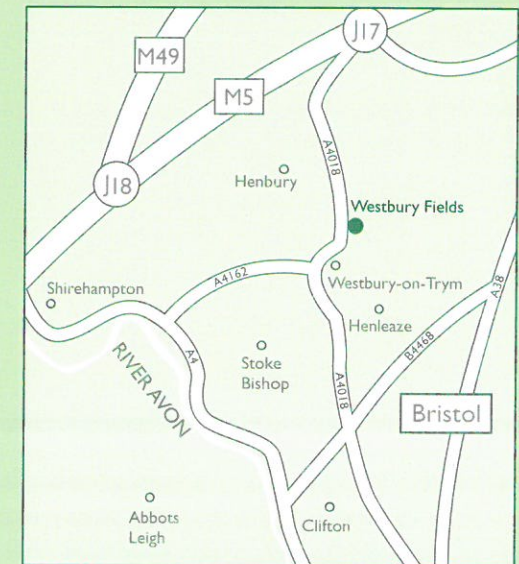 J17
M49
M5
J18
A4018
Henbury
Westbury Fields
A4162
Westbury-on-Trym
A38
Shirehampton
Henleaze
B4468
A4
Stoke
Bishop
RIVER AVON
A4018
Bristol
Abbots
Leigh
Clifton